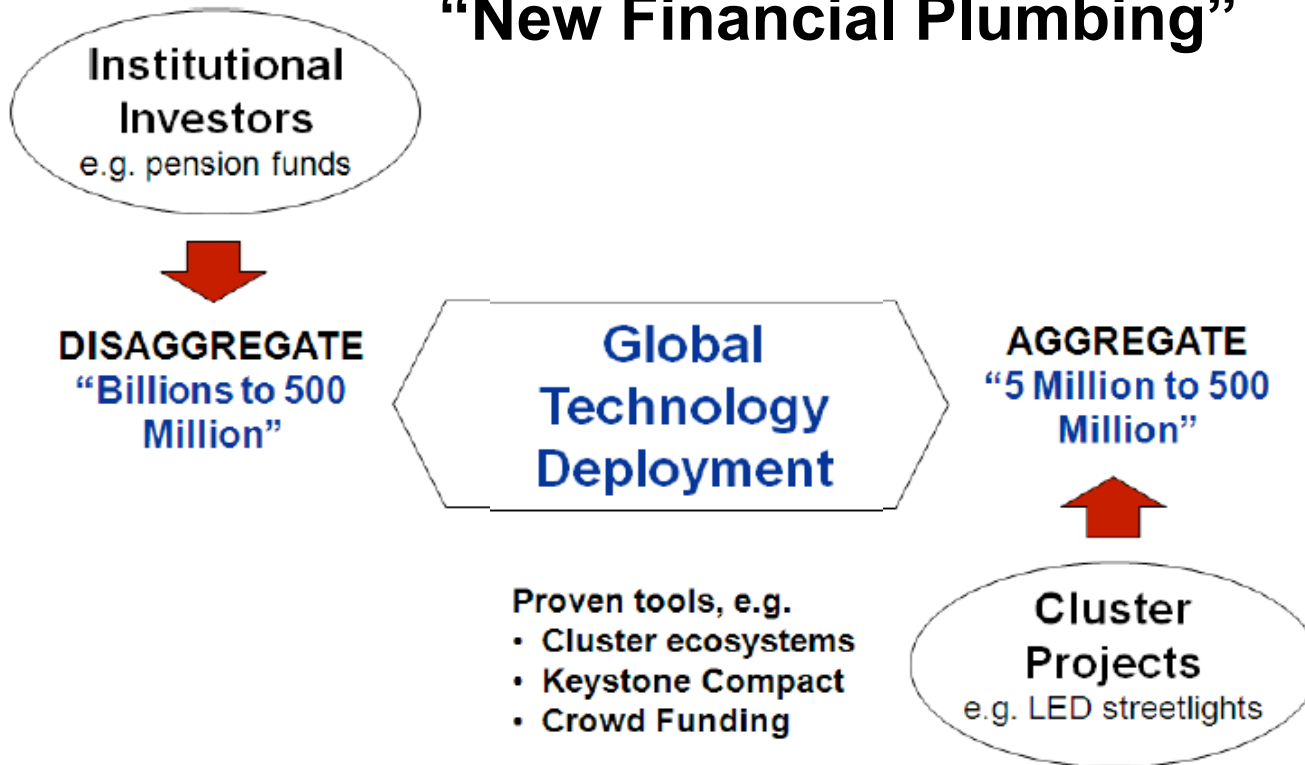 “New Financial Plumbing”
Institutional
Investors
e.g. pension funds
DISAGGREGATE
“Billions to 500
Million”
Global
Technology
Deployment
AGGREGATE
“5 Million to 500
Million”
Proven tools, e.g.
• Cluster ecosystems
• Keystone Compact
• Crowd Funding
Cluster
Projects
e.g. LED streetlights